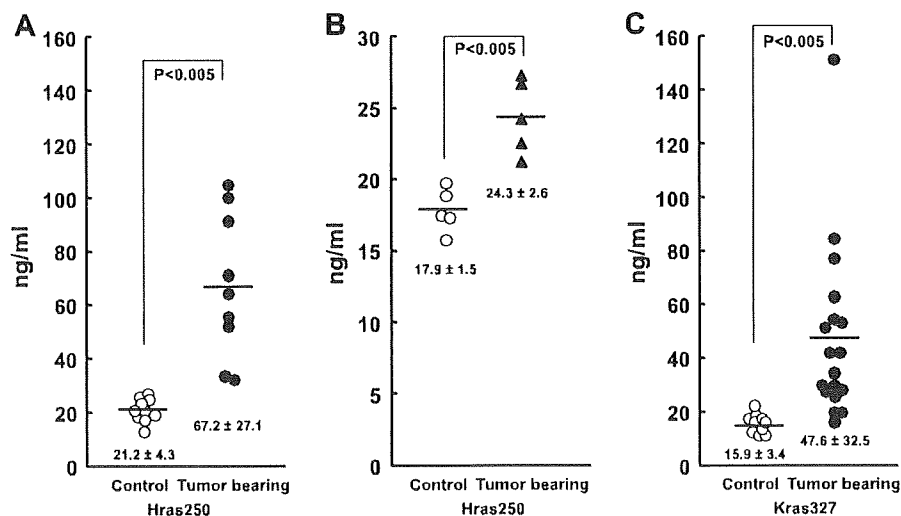 A
160
140
120
100
80
60
40
20
0
ng/ml
P<0.005
21.2 ± 4.3
67.2 ± 27.1
Control Tumor bearing
Hras250
B
30
25
20
15
10
5
0
ng/ml
P<0.005
17.9 ± 1.5
24.3 ± 2.6
Control Tumor bearing
Hras250
C
160
140
120
100
80
60
40
20
0
ng/ml
P<0.005
15.9 ± 3.4
47.6 ± 32.5
Control Tumor bearing
Kras327